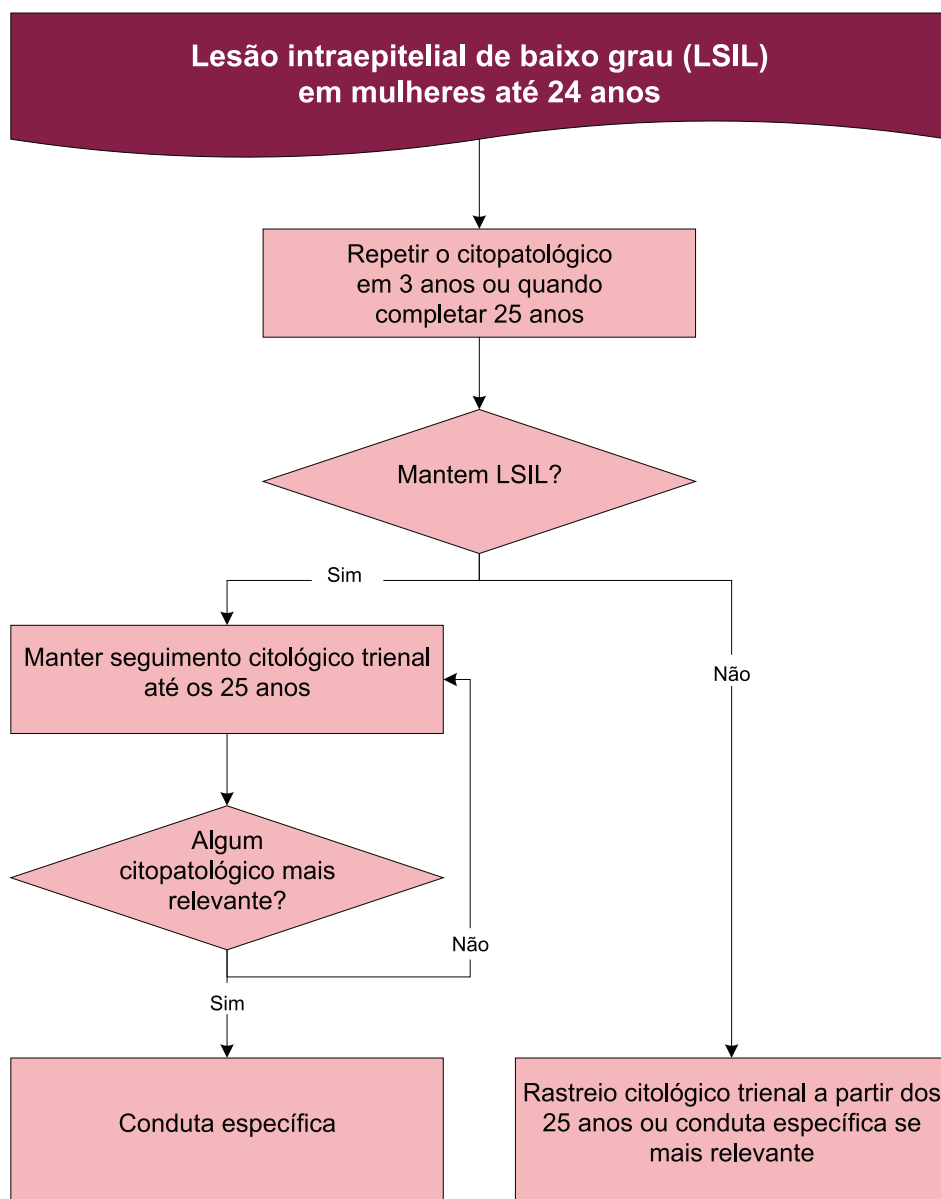 Lesão intraepitelial de baixo grau (LSIL)
em mulheres até 24 anos
Repetir o citopatológico
em 3 anos ou quando
completar 25 anos
Mantem LSIL?
Sim
Não
Manter seguimento citológico trienal
até os 25 anos
Algum
citopatológico mais
relevante?
Não
Sim
Conduta específica
Rastreio citológico trienal a partir dos
25 anos ou conduta específica se
mais relevante